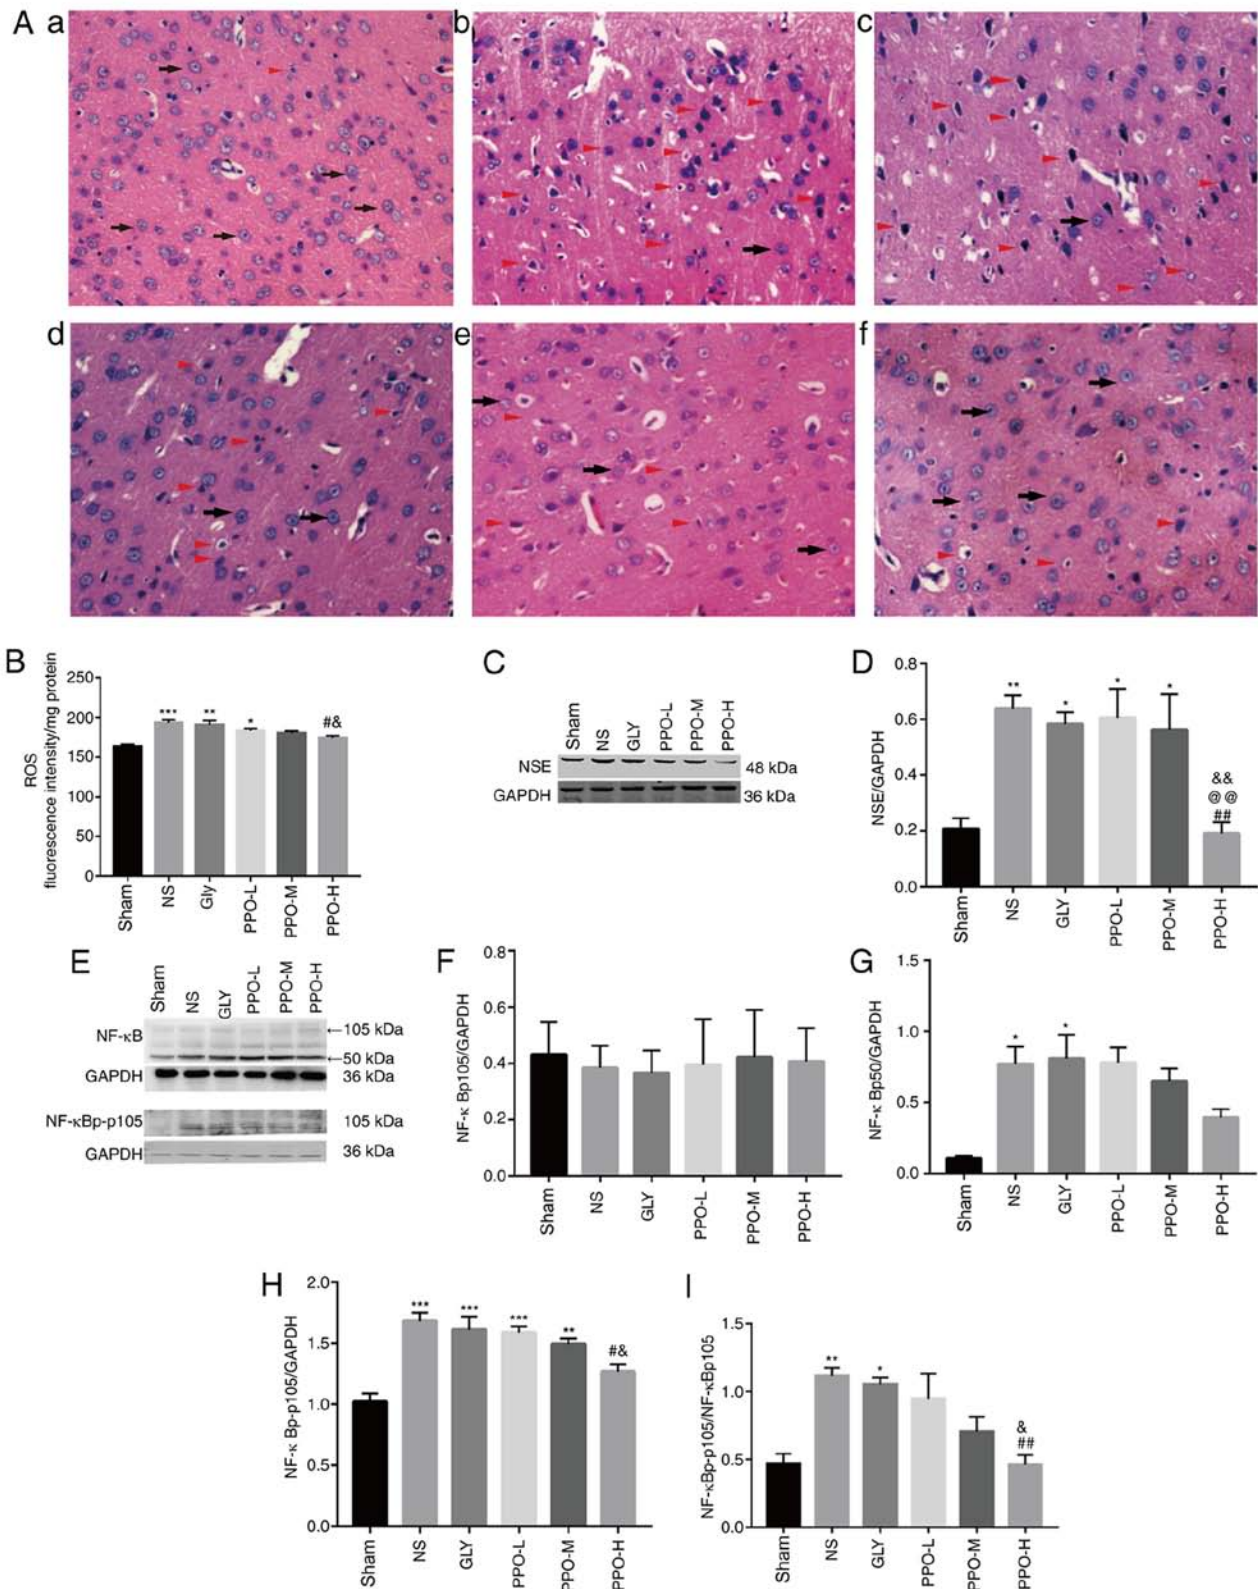 A a
b
c
d
e
f
B
ROS
fluorescence intensity/mg protein
250
200
150
100
50
0
***
**
*
#&
Sham
NS
Gly
PPO-L
PPO-M
PPO-H
C
Sham
NS
GLY
PPO-L
PPO-M
PPO-H
NSE
48 kDa
GAPDH
36 kDa
D
NSE/GAPDH
0.8
0.6
0.4
0.2
0.0
**
*
*
*
&&
@@
##
Sham
NS
GLY
PPO-L
PPO-M
PPO-H
E
Sham
NS
GLY
PPO-L
PPO-M
PPO-H
NF-κB
←105 kDa
←50 kDa
GAPDH
36 kDa
NF-κBp-p105
105 kDa
GAPDH
36 kDa
F
NF-κ Bp105/GAPDH
0.8
0.6
0.4
0.2
0.0
Sham
NS
GLY
PPO-L
PPO-M
PPO-H
G
NF-κ Bp50/GAPDH
1.5
1.0
0.5
0.0
*
*
Sham
NS
GLY
PPO-L
PPO-M
PPO-H
H
NF-κ Bp-p105/GAPDH
2.0
1.5
1.0
0.5
0.0
***
***
***
**
#&
Sham
NS
GLY
PPO-L
PPO-M
PPO-H
I
NF-κBp-p105/NF-κBp105
1.5
1.0
0.5
0.0
**
*
&
##
Sham
NS
GLY
PPO-L
PPO-M
PPO-H